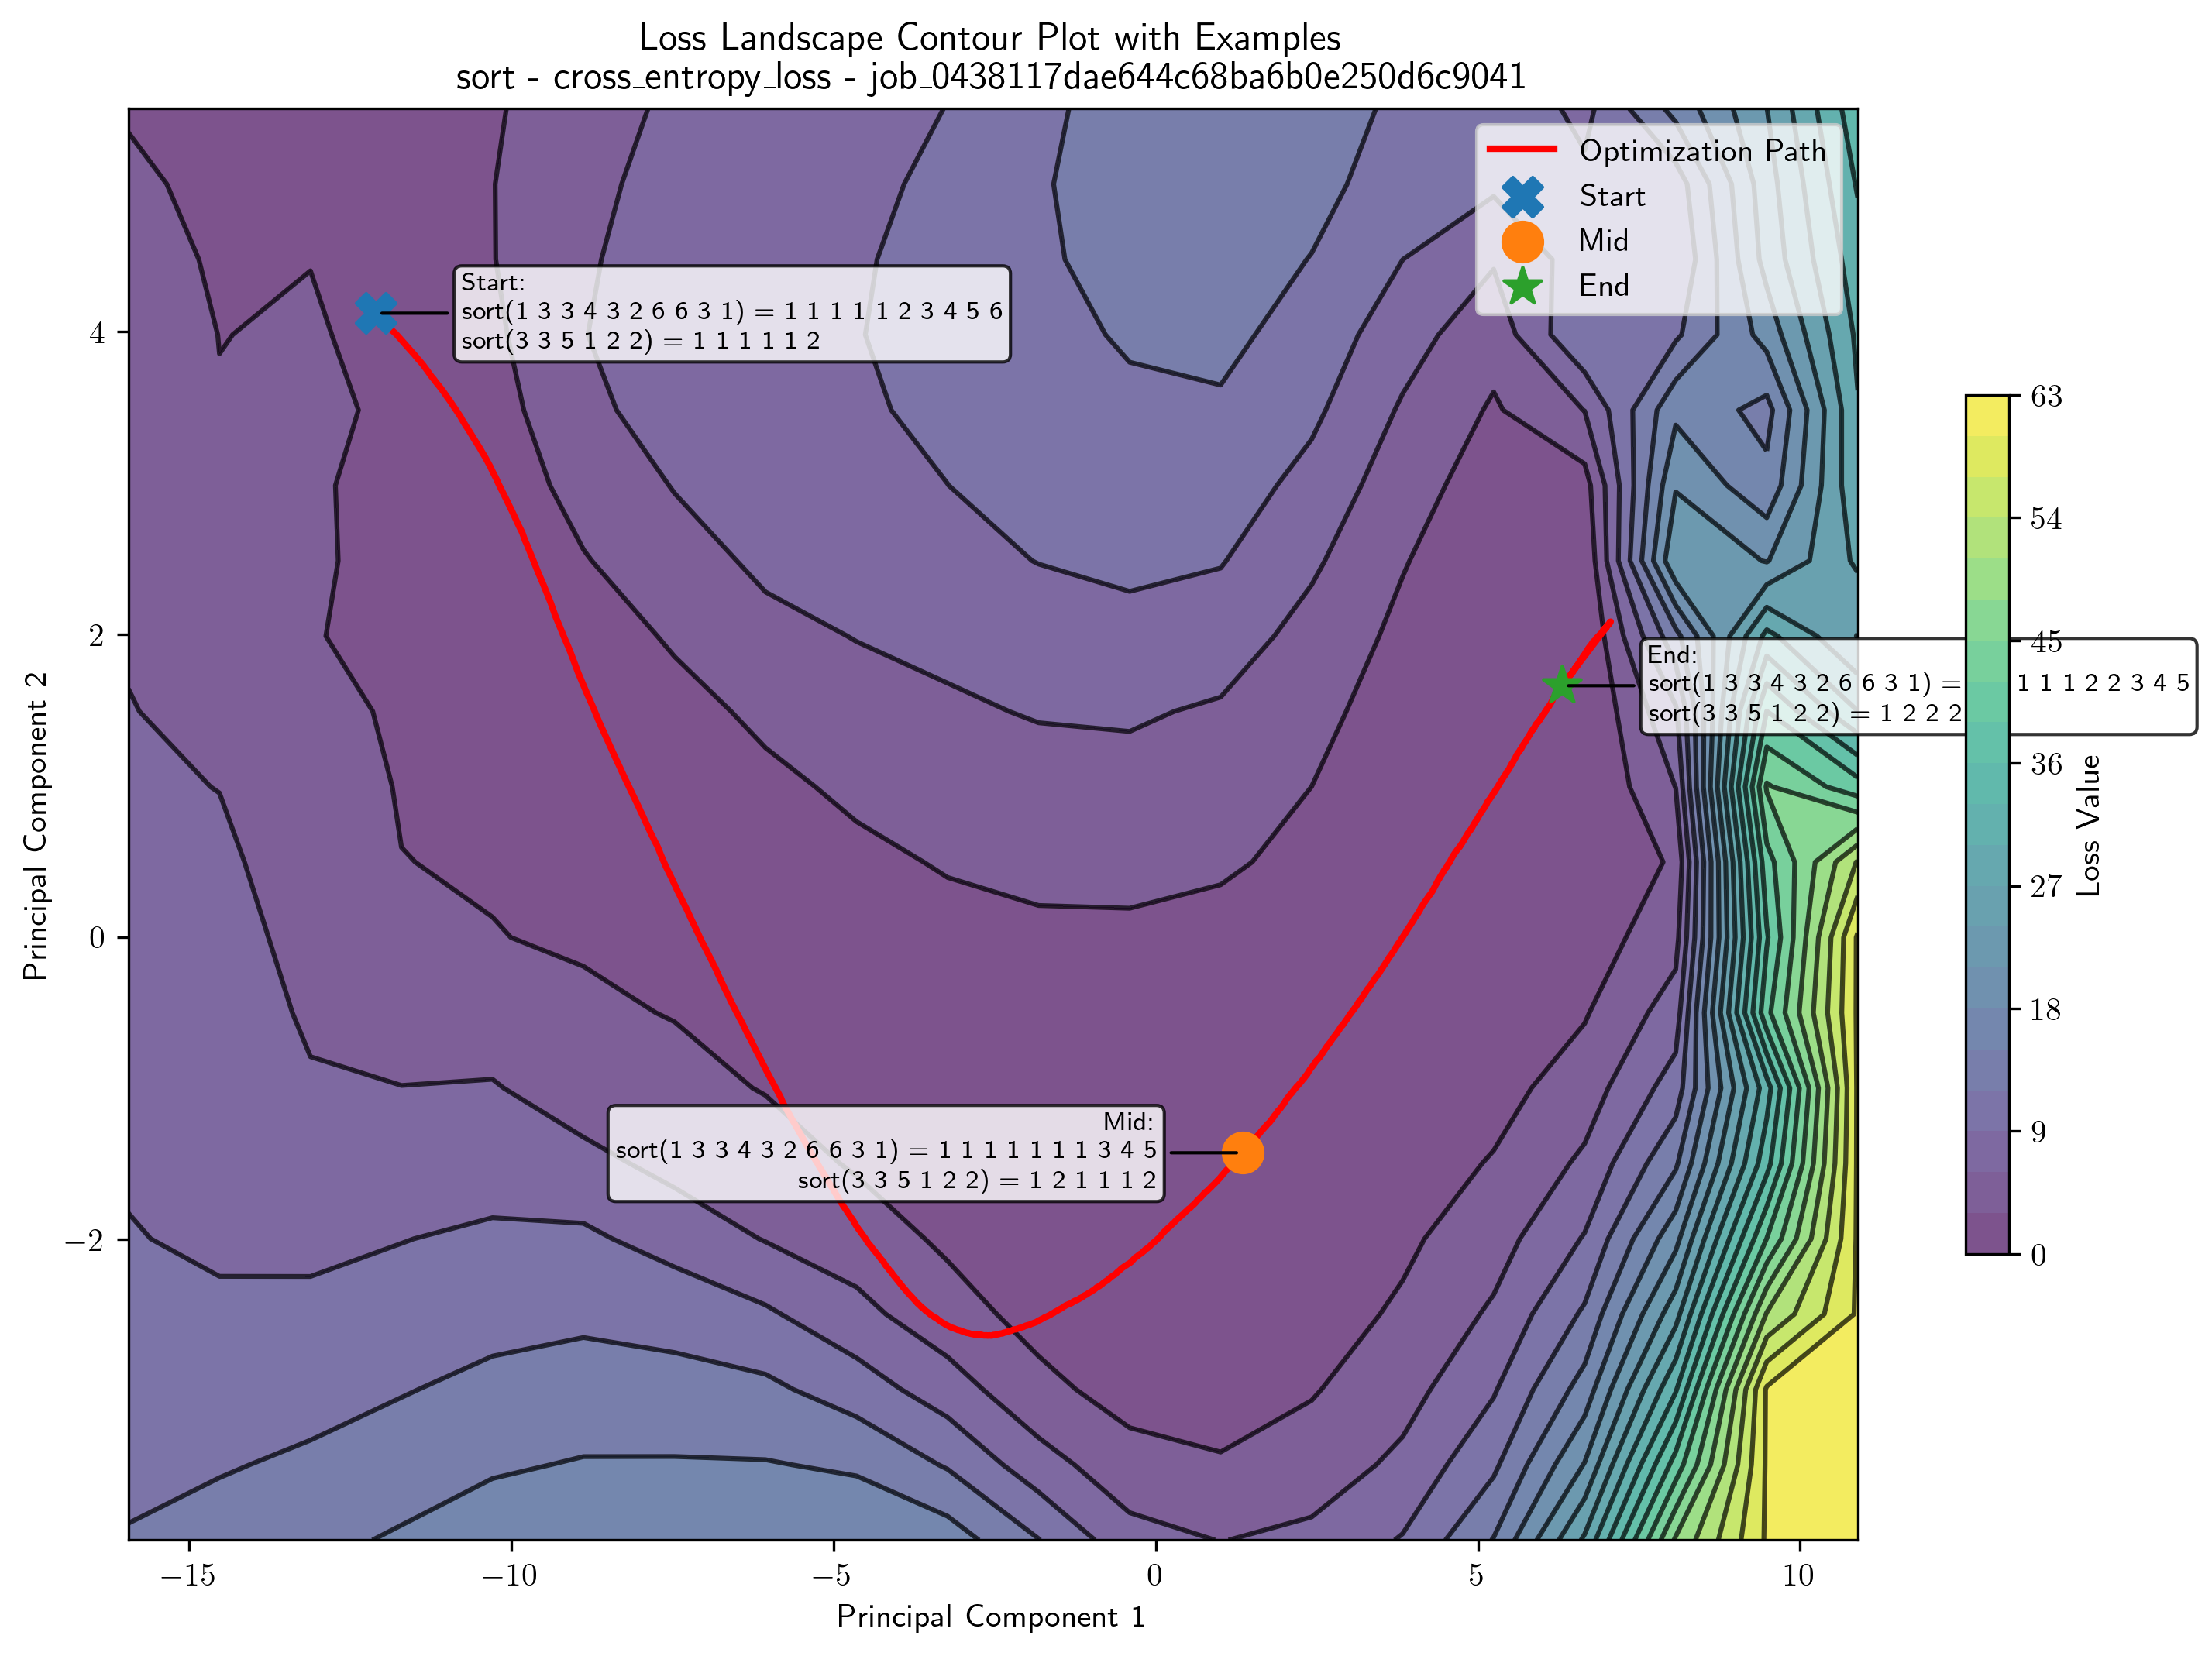 Loss Landscape Contour Plot with Examples
sort - cross_entropy_loss - job_0438117dae644c68ba6b0e250d6c9041
Optimization Path
Start
Mid
End
Start:
sort(1 3 3 4 3 2 6 6 3 1) = 1 1 1 1 1 2 3 4 5 6
sort(3 3 5 1 2 2) = 1 1 1 1 1 2
End:
sort(1 3 3 4 3 2 6 6 3 1) = 1 1 1 2 2 3 4 5
sort(3 3 5 1 2 2) = 1 2 2 2
Mid:
sort(1 3 3 4 3 2 6 6 3 1) = 1 1 1 1 1 1 1 3 4 5
sort(3 3 5 1 2 2) = 1 2 1 1 1 2
4
2
0
−2
Principal Component 2
−15
−10
−5
0
5
10
Principal Component 1
63
54
45
36
27
18
9
0
Loss Value